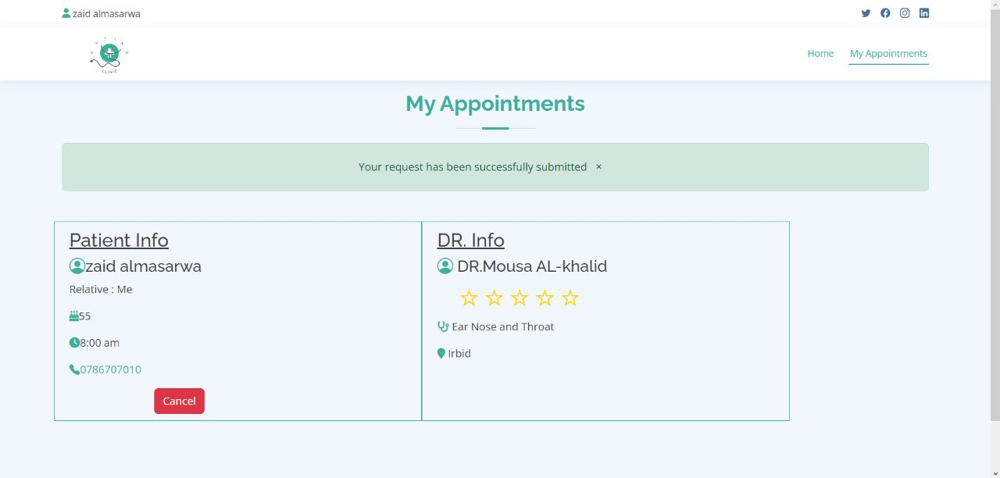 zaid almasarwa
CLINIC
Home
My Appointments
My Appointments
Your request has been successfully submitted ×
Patient Info
zaid almasarwa
Relative : Me
55
8:00 am
0786707010
Cancel
DR. Info
DR.Mousa AL-khalid
Ear Nose and Throat
Irbid